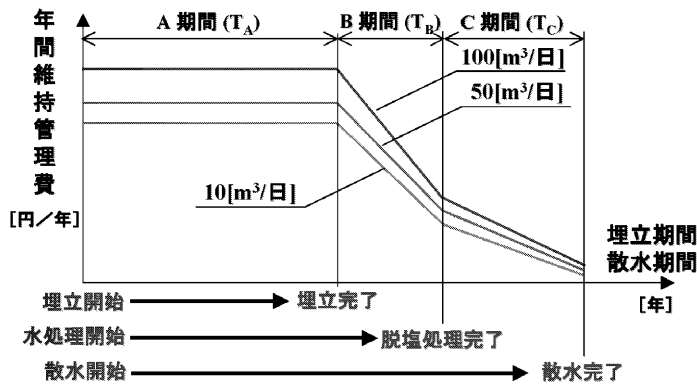 年間維持管理費
[円／年]
A 期間 (TA)
B 期間 (TB)
C 期間 (TC)
100[m³/日]
50[m³/日]
10[m³/日]
埋立期間
散水期間
[年]
埋立開始
埋立完了
水処理開始
脱塩処理完了
散水開始
散水完了